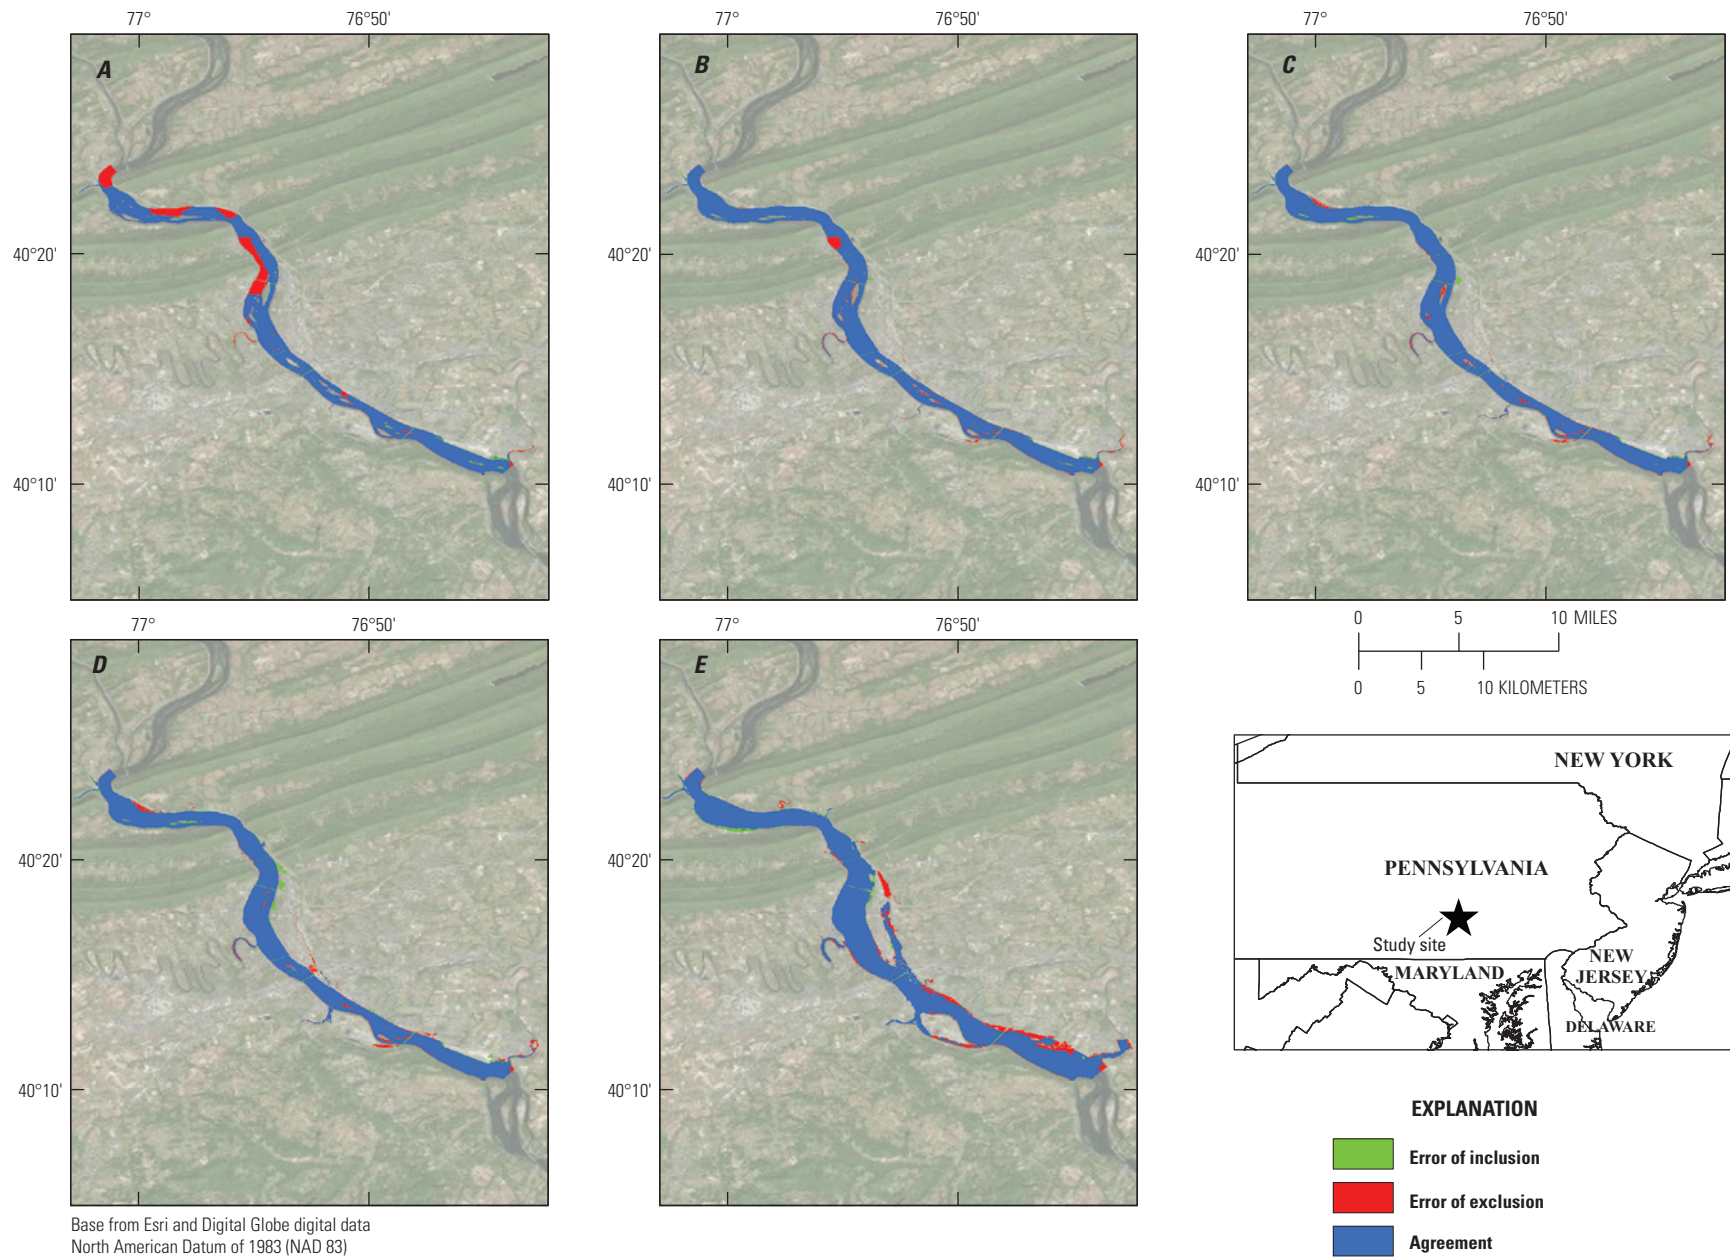 77°
76°50'
77°
76°50'
77°
76°50'
A
B
C
40°20'
40°20'
40°20'
40°10'
40°10'
40°10'
77°
76°50'
77°
76°50'
0 5 10 MILES
0 5 10 KILOMETERS
D
E
40°20'
40°20'
40°10'
40°10'
NEW YORK
PENNSYLVANIA
Study site
MARYLAND
NEW
JERSEY
DELAWARE
EXPLANATION
Error of inclusion
Error of exclusion
Agreement
Base from Esri and Digital Globe digital data
North American Datum of 1983 (NAD 83)